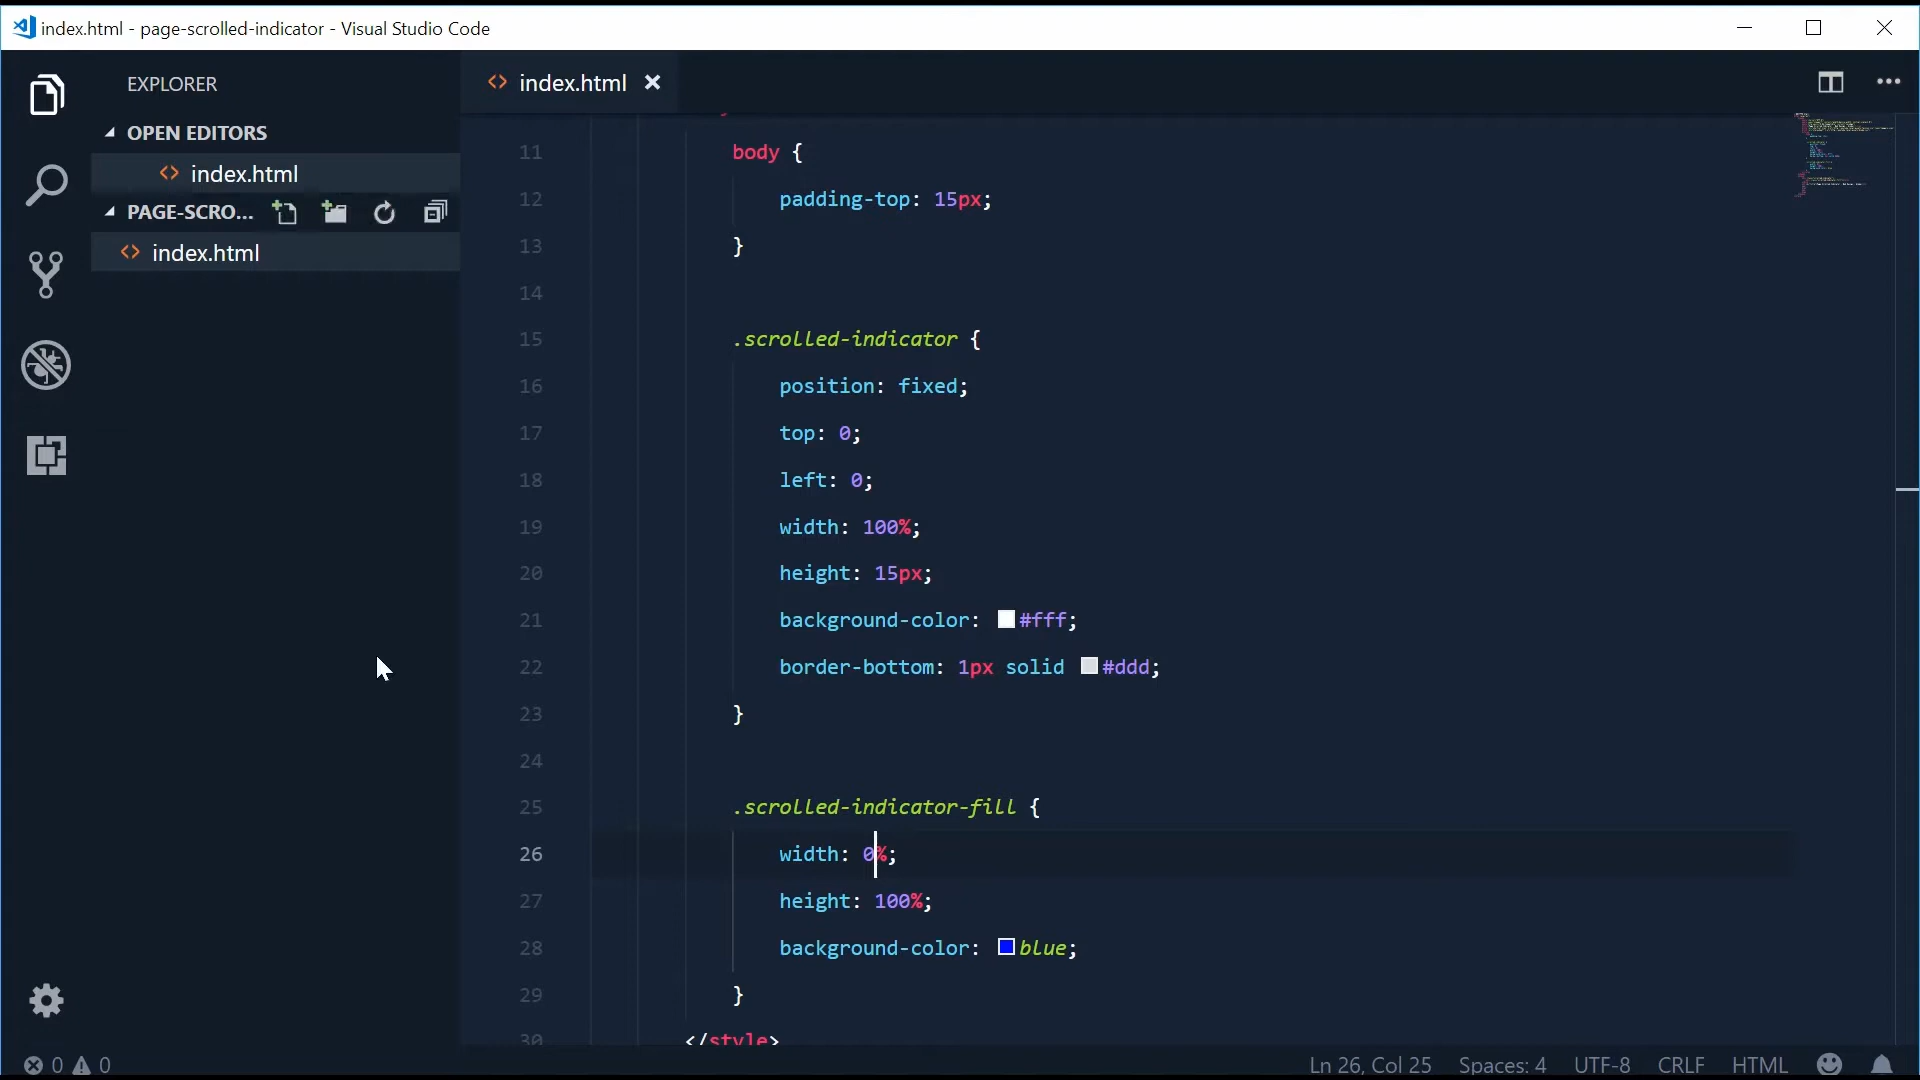 index.html - page-scrolled-indicator - Visual Studio Code
EXPLORER
OPEN EDITORS
index.html
PAGE-SCRO...
index.html
index.html
11 body {
12 padding-top: 15px;
13 }
14
15 .scrolled-indicator {
16 position: fixed;
17 top: 0;
18 left: 0;
19 width: 100%;
20 height: 15px;
21 background-color: #fff;
22 border-bottom: 1px solid #ddd;
23 }
24
25 .scrolled-indicator-fill {
26 width: 0%;
27 height: 100%;
28 background-color: blue;
29 }
30 </style>
0 0 Ln 26, Col 25 Spaces: 4 UTF-8 CRLF HTML